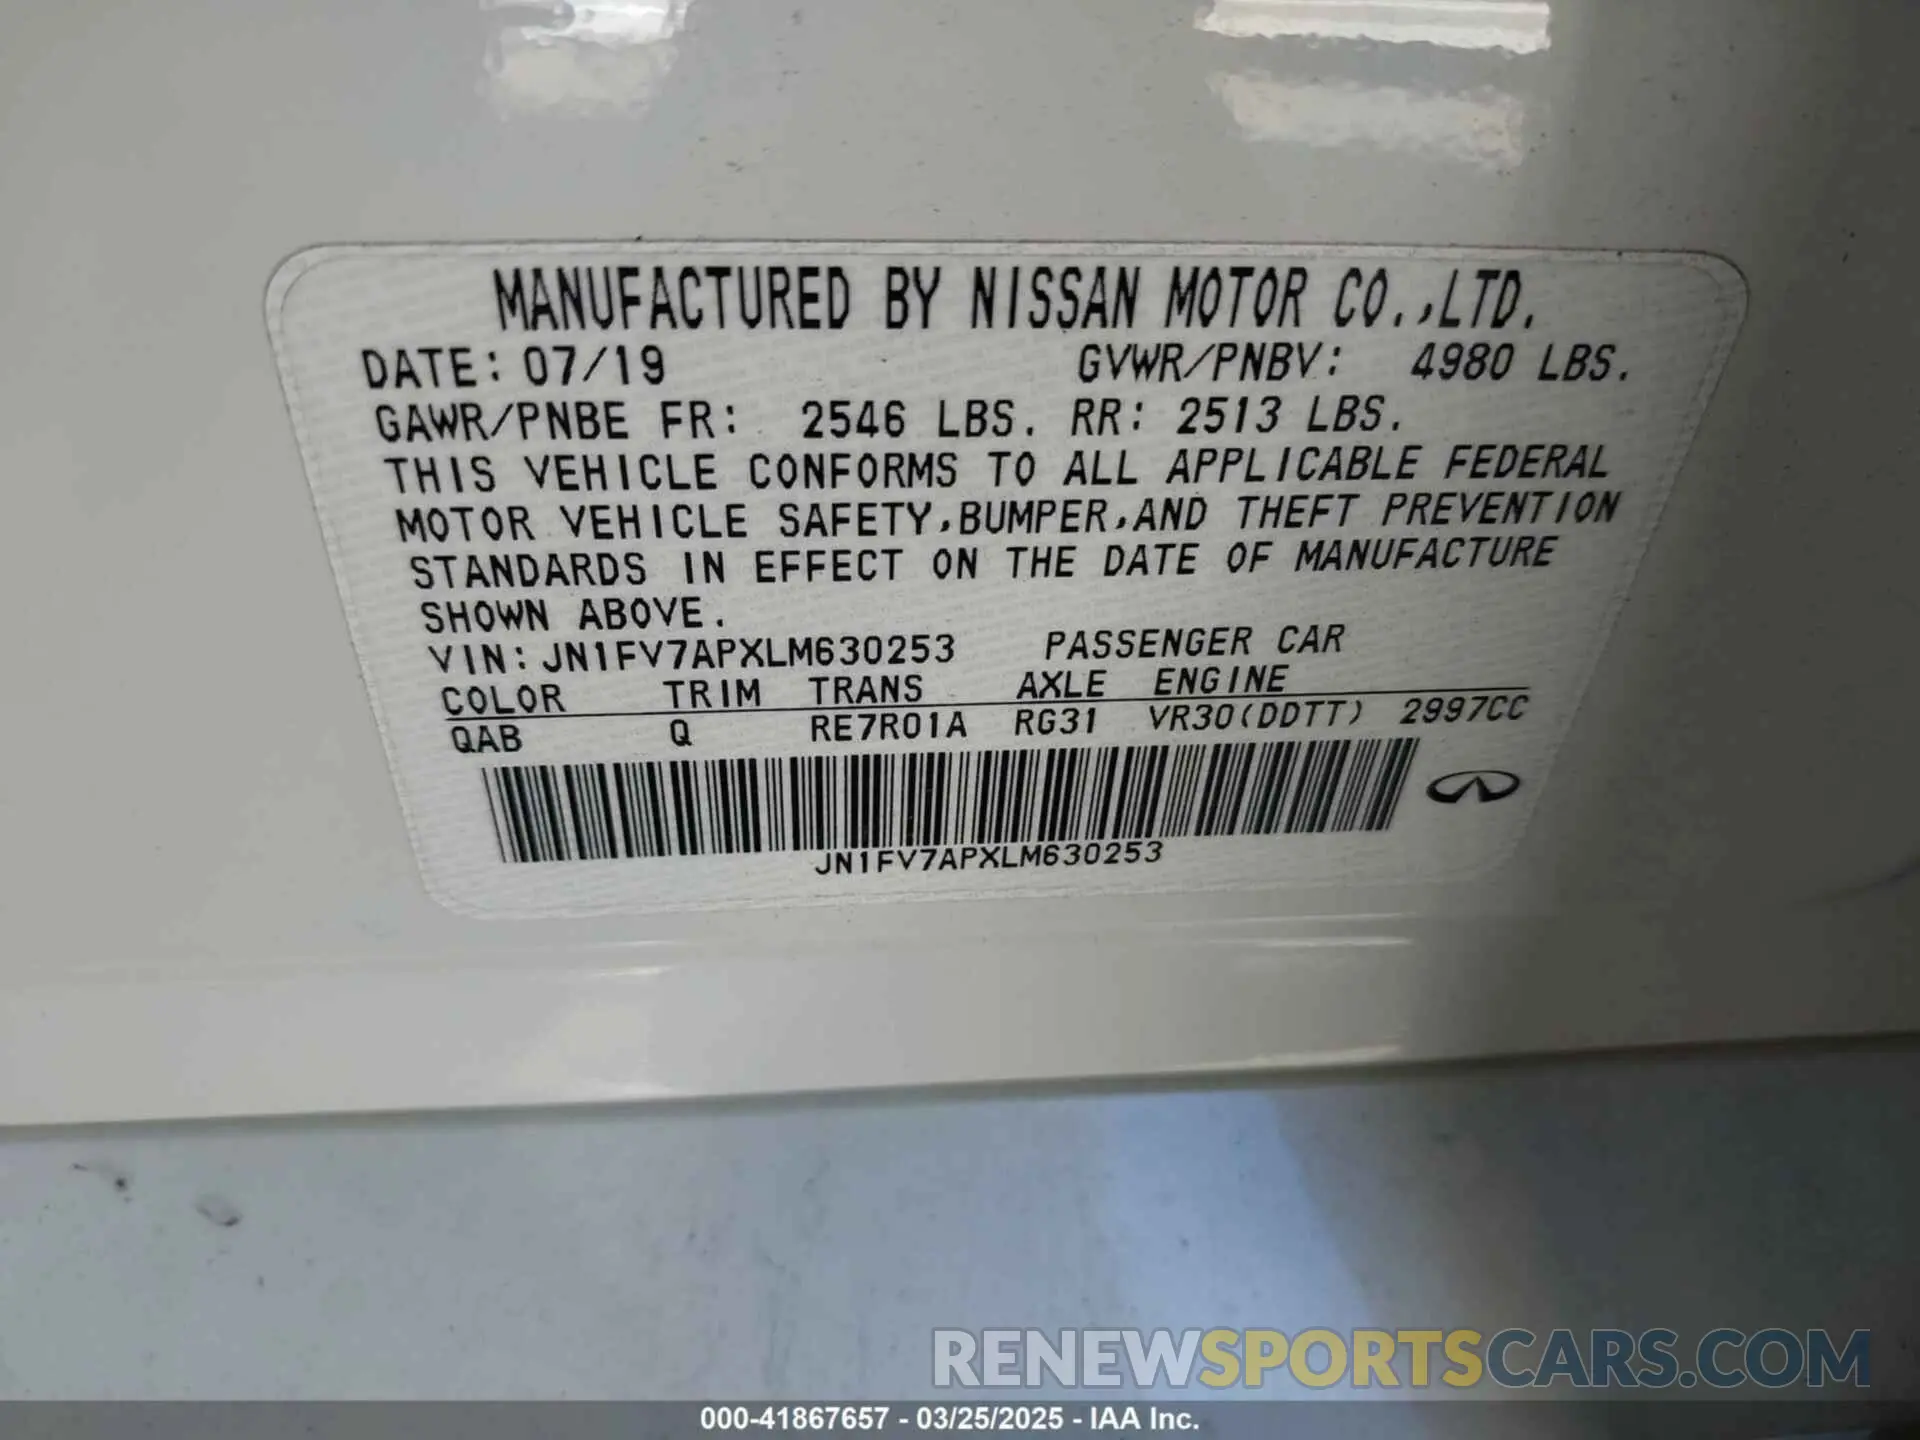 MANUFACTURED BY NISSAN MOTOR CO.,LTD.
DATE: 07/19 GVWR/PNBV: 4980 LBS.
GAWR/PNBE FR: 2546 LBS. RR: 2513 LBS.
THIS VEHICLE CONFORMS TO ALL APPLICABLE FEDERAL
MOTOR VEHICLE SAFETY,BUMPER,AND THEFT PREVENTION
STANDARDS IN EFFECT ON THE DATE OF MANUFACTURE
SHOWN ABOVE.
VIN: JN1FV7APXLM630253 PASSENGER CAR
COLOR TRIM TRANS AXLE ENGINE
QAB Q RE7R01A RG31 VR30(DDTT) 2997CC
JN1FV7APXLM630253
RENEWSPORTSCARS.COM
000-41867657 - 03/25/2025 - IAA Inc.